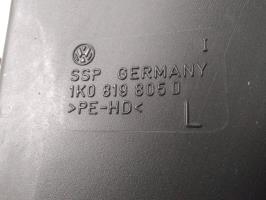 I
SSP GERMANY
1K0 819 805 D
>PE-HD<
L